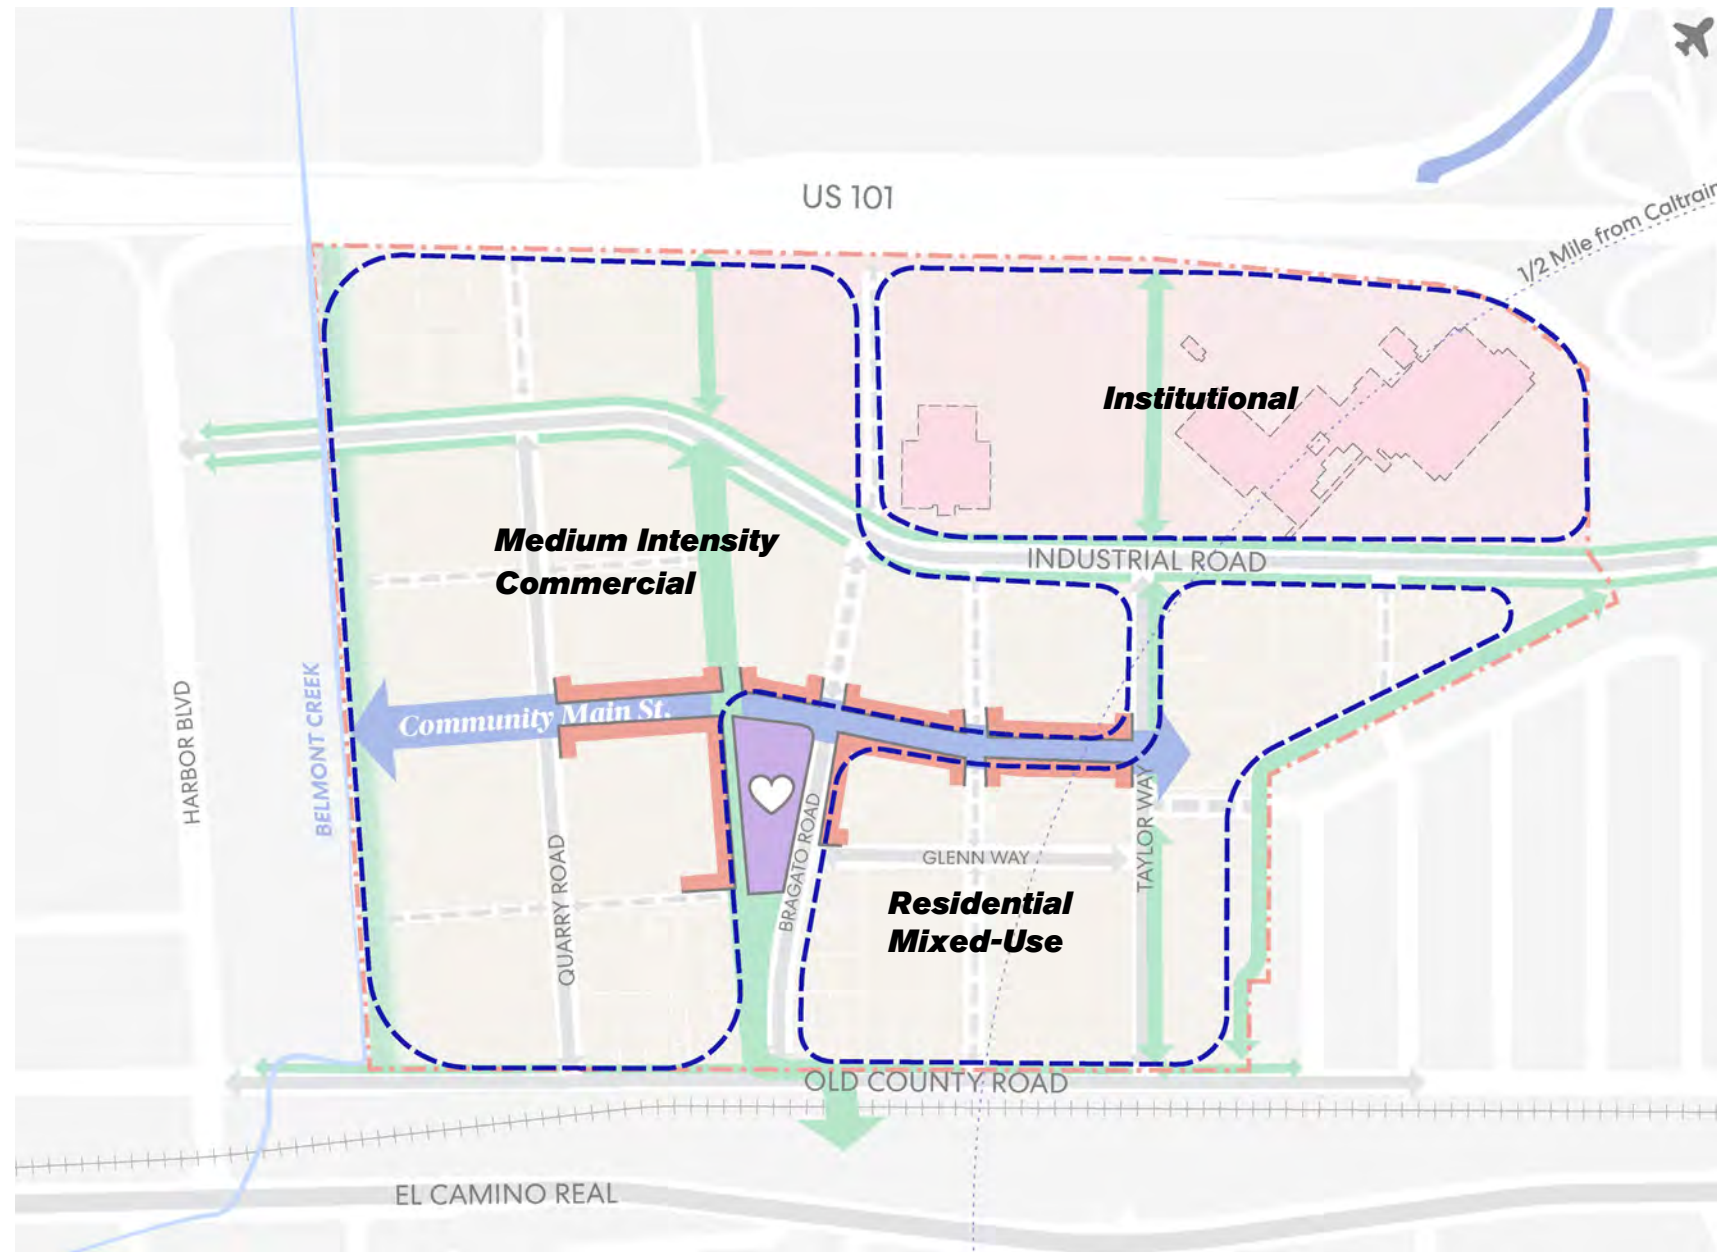 US 101
1/2 Mile from Caltrain
Institutional
Medium Intensity
Commercial
INDUSTRIAL ROAD
HARBOR BLVD
BELMONT CREEK
Community Main St.
QUARRY ROAD
BRAGATO ROAD
TAYLOR WAY
GLENN WAY
Residential
Mixed-Use
OLD COUNTY ROAD
EL CAMINO REAL